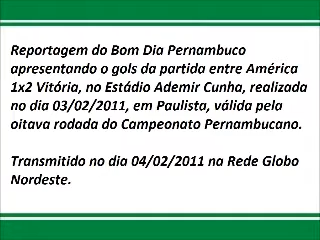 Reportagem do Bom Dia Pernambuco
apresentando o gols da partida entre América
1x2 Vitória, no Estádio Ademir Cunha, realizada
no dia 03/02/2011, em Paulista, válida pela
oitava rodada do Campeonato Pernambucano.
Transmitido no dia 04/02/2011 na Rede Globo
Nordeste.